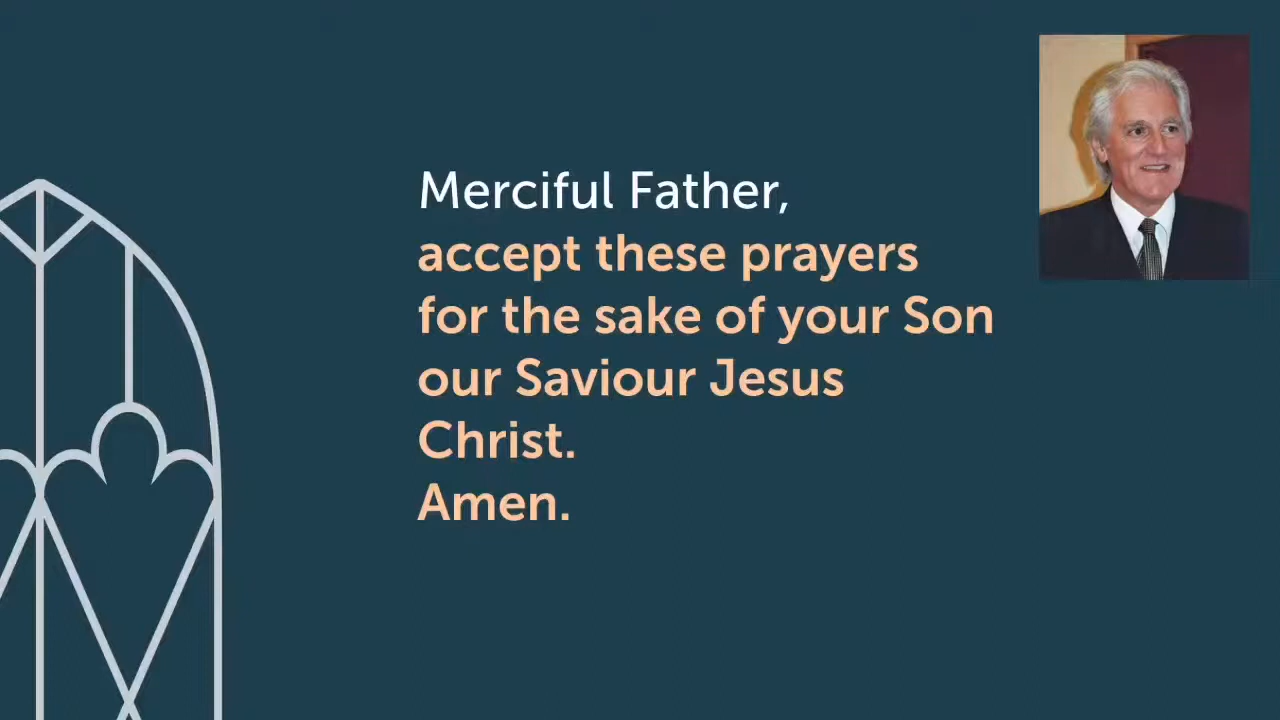 Merciful Father,
accept these prayers
for the sake of your Son
our Saviour Jesus
Christ.
Amen.